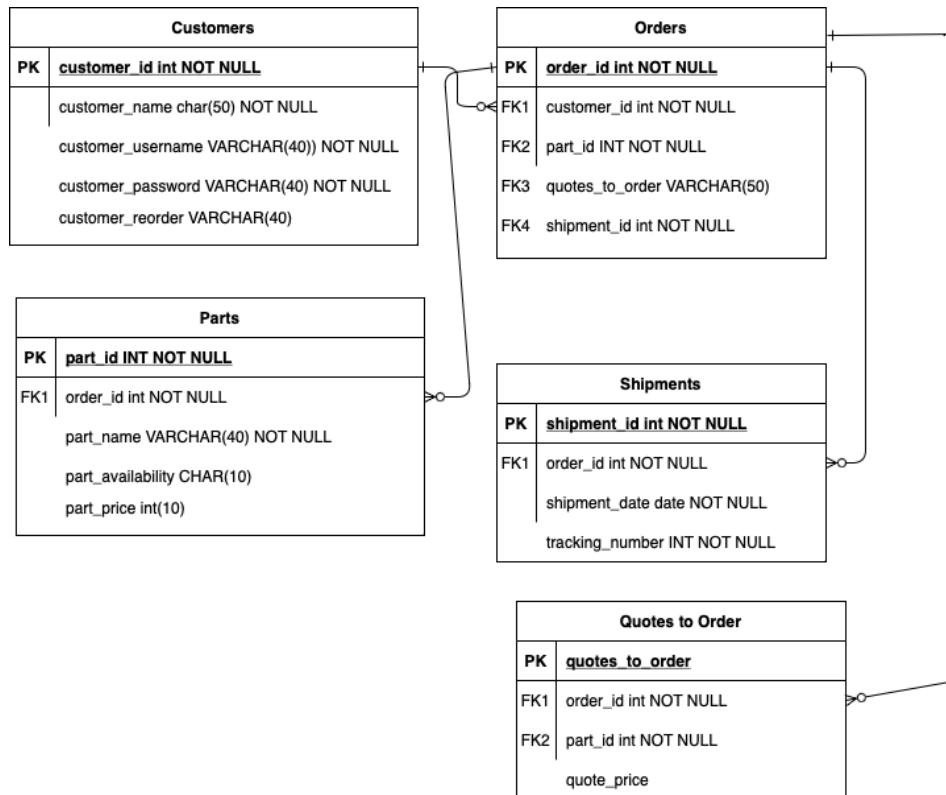 Customers
PK customer_id int NOT NULL
customer_name char(50) NOT NULL
customer_username VARCHAR(40)) NOT NULL
customer_password VARCHAR(40) NOT NULL
customer_reorder VARCHAR(40)
Orders
PK order_id int NOT NULL
FK1 customer_id int NOT NULL
FK2 part_id INT NOT NULL
FK3 quotes_to_order VARCHAR(50)
FK4 shipment_id int NOT NULL
Parts
PK part_id INT NOT NULL
FK1 order_id int NOT NULL
part_name VARCHAR(40) NOT NULL
part_availability CHAR(10)
part_price int(10)
Shipments
PK shipment_id int NOT NULL
FK1 order_id int NOT NULL
shipment_date date NOT NULL
tracking_number INT NOT NULL
Quotes to Order
PK quotes_to_order
FK1 order_id int NOT NULL
FK2 part_id int NOT NULL
quote_price